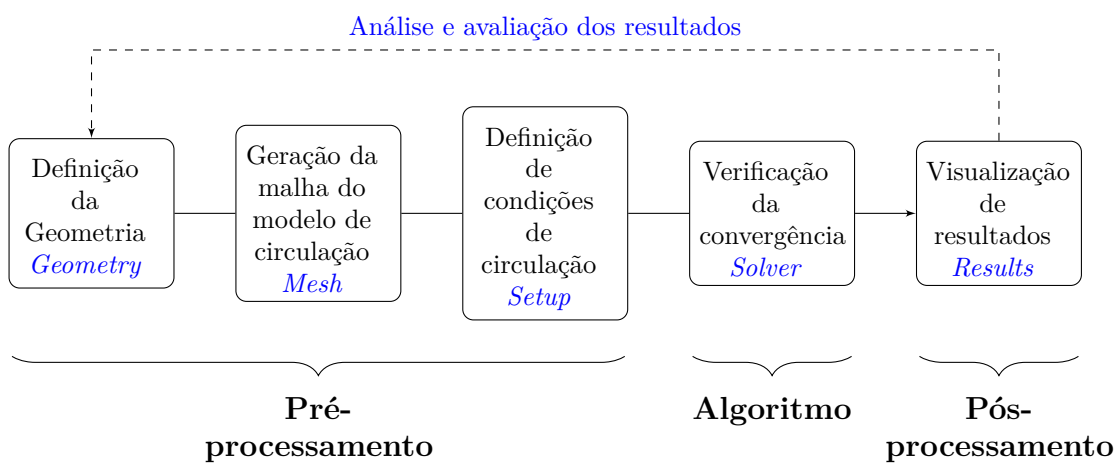 Análise e avaliação dos resultados
Definição
da
Geometria
Geometry
Geração da
malha do
modelo de
circulação
Mesh
Definição
de
condições
de
circulação
Setup
Verificação
da
convergência
Solver
Visualização
de
resultados
Results
Pré-
processamento
Algoritmo
Pós-
processamento